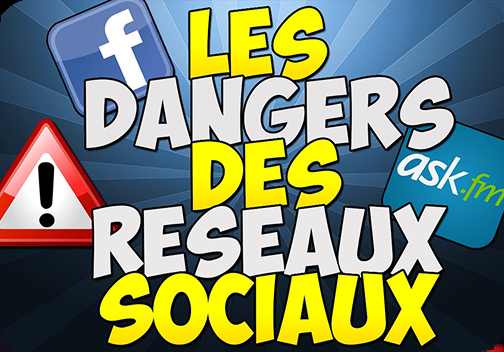 f
LES
DANGERS
DES
ask.fm
RESEAUX
SOCIAUX
!